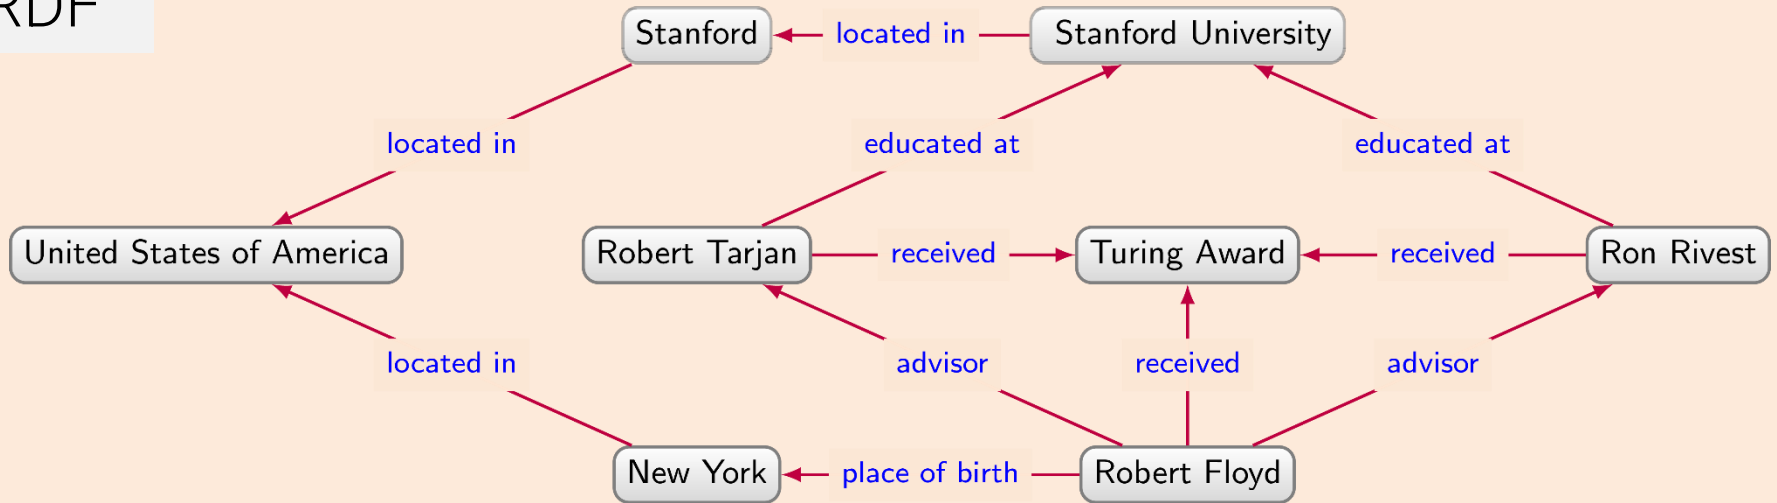 RDF
Stanford located in Stanford University
located in educated at educated at
United States of America Robert Tarjan received Turing Award received Ron Rivest
located in advisor received advisor
New York place of birth Robert Floyd